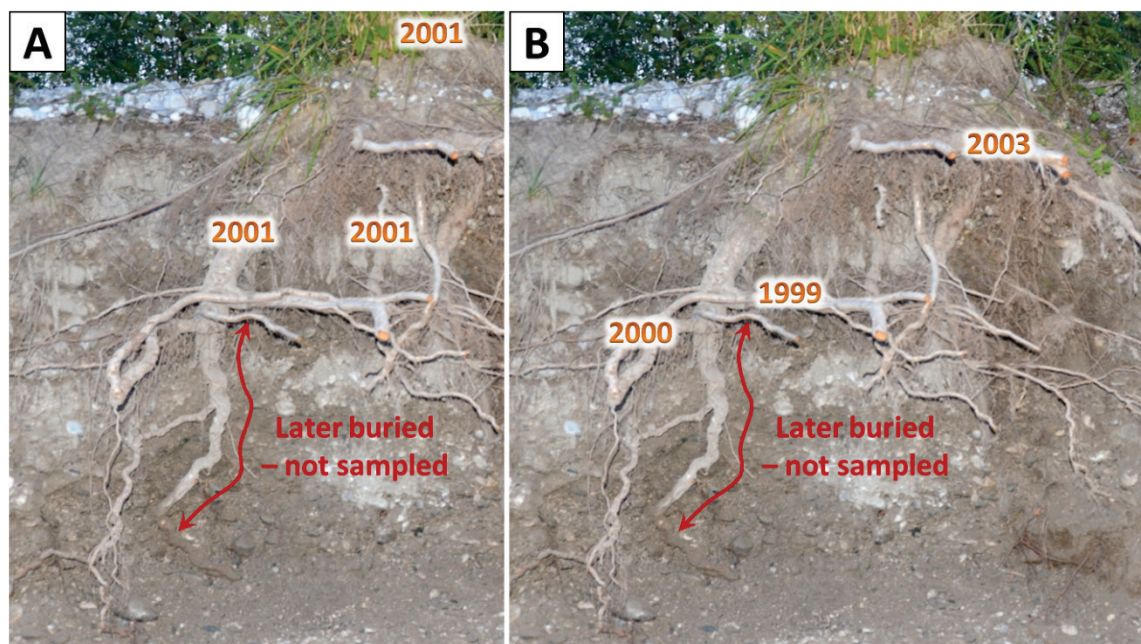 A
2001
2001
2001
Later buried
– not sampled
B
2003
1999
2000
Later buried
– not sampled